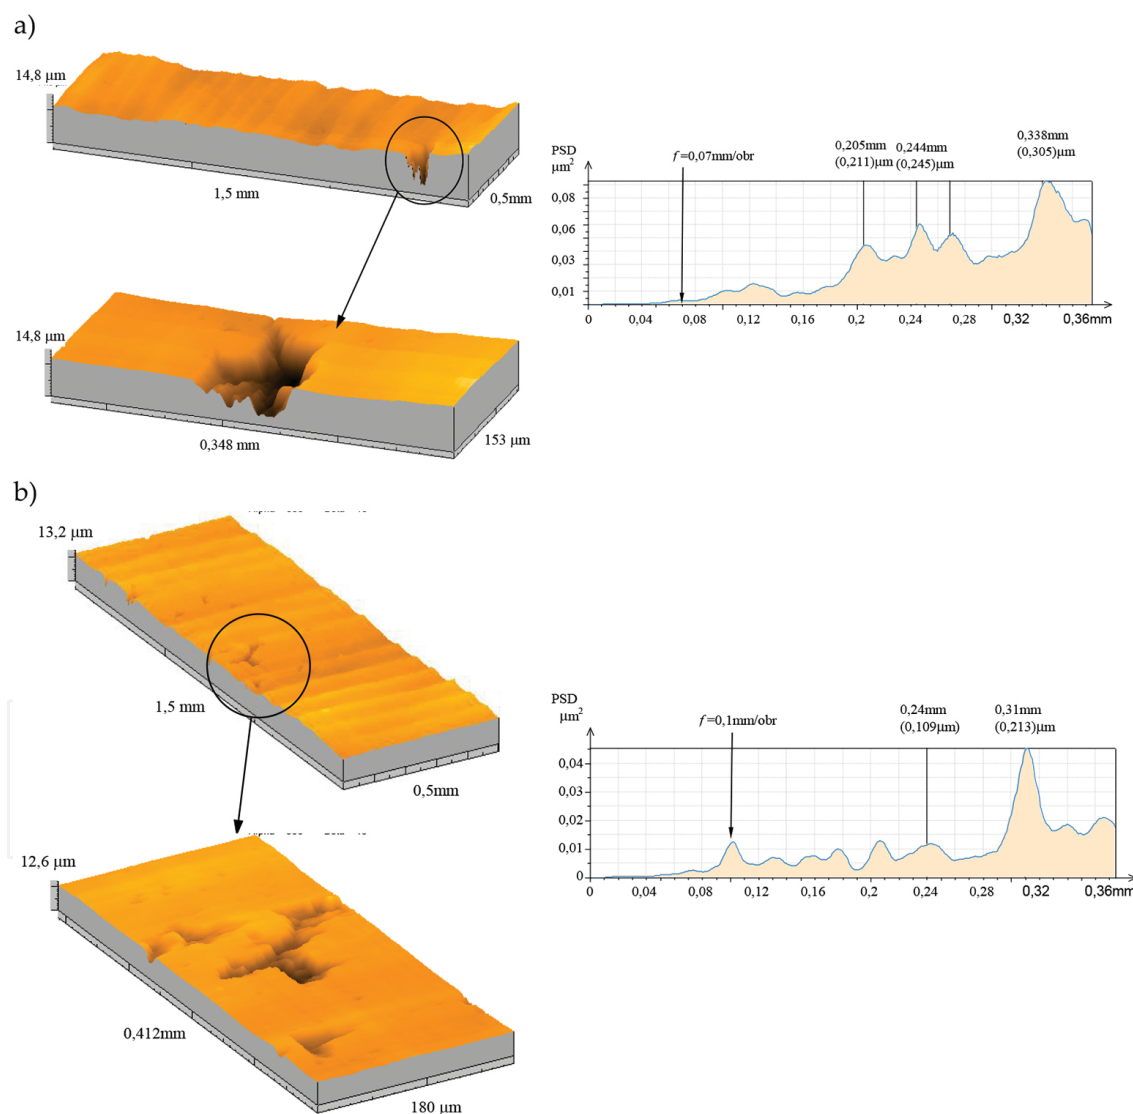 a)
14,8 μm
1,5 mm
0,5mm
14,8 μm
0,348 mm
153 μm
PSD
μm²
f=0,07mm/obr
0,205mm
(0,211)μm
0,244mm
(0,245)μm
0,338mm
(0,305)μm
0,08
0,06
0,03
0,01
0 0,04 0,08 0,12 0,16 0,2 0,24 0,28 0,32 0,36mm
b)
13,2 μm
1,5 mm
0,5mm
12,6 μm
0,412mm
180 μm
PSD
μm²
f=0,1mm/obr
0,24mm
(0,109μm)
0,31mm
(0,213)μm
0,04
0,03
0,02
0,01
0
0 0,04 0,08 0,12 0,16 0,2 0,24 0,28 0,32 0,36mm